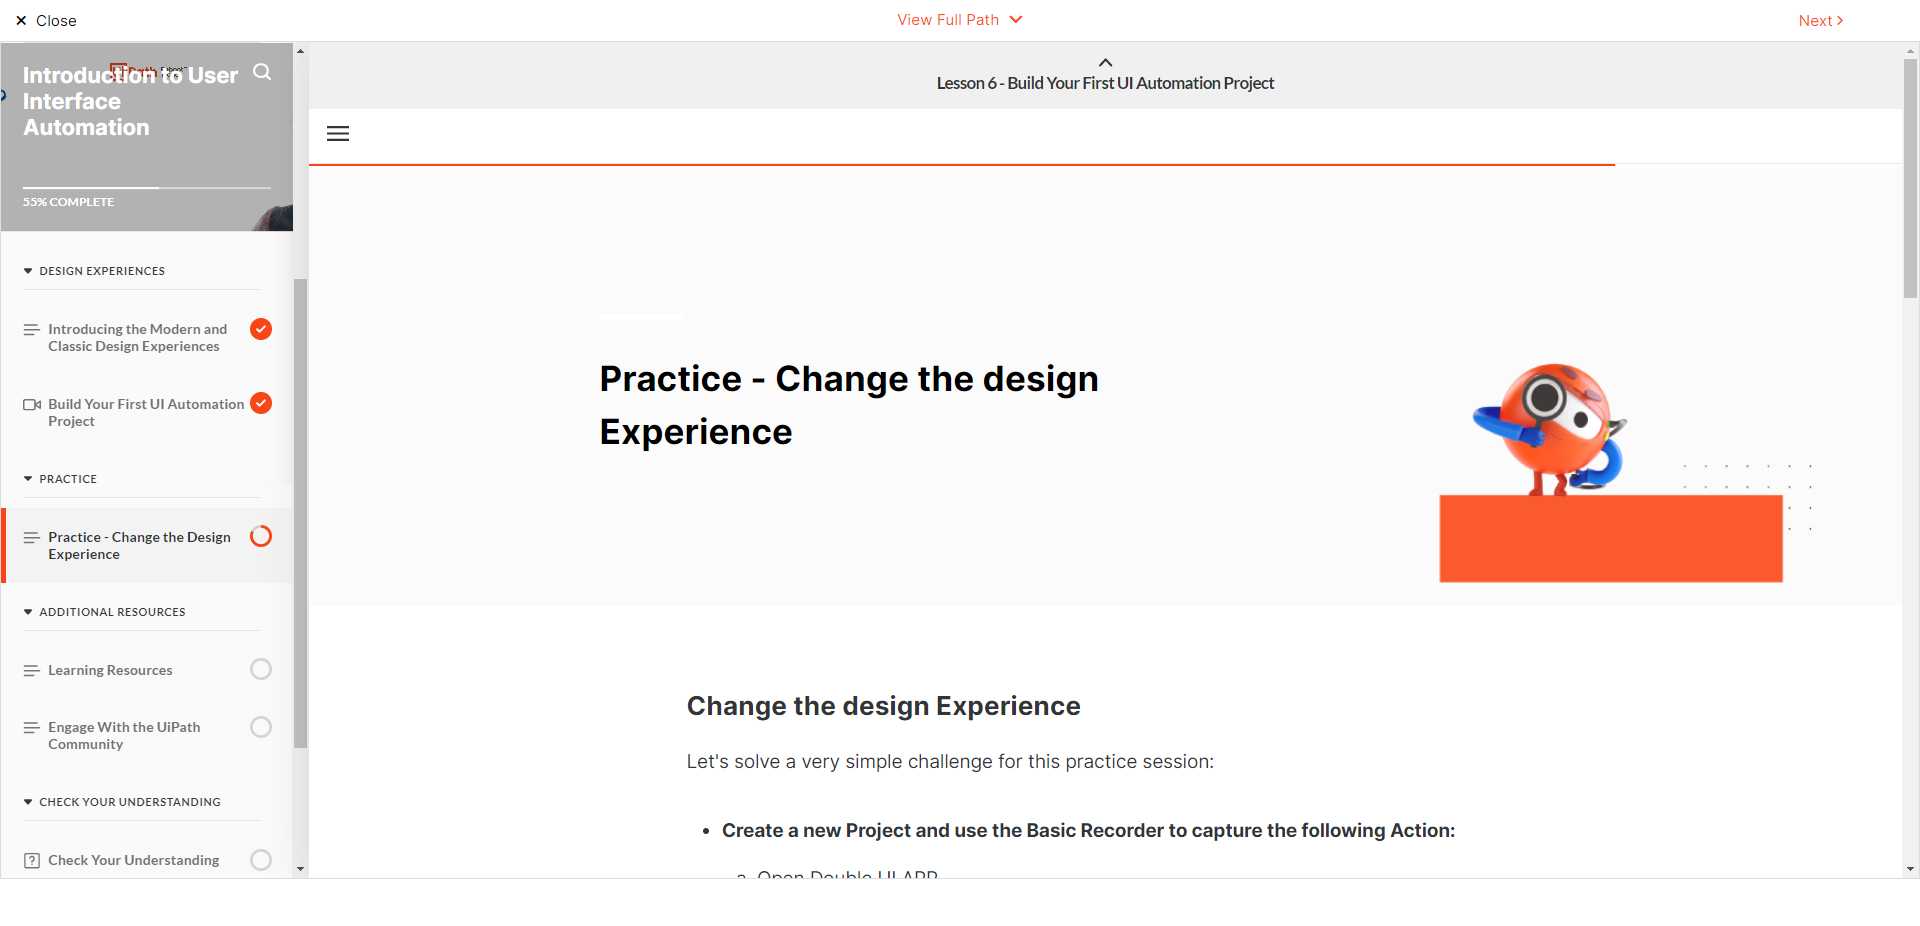 ✕ Close
View Full Path
Next
Introduction to User
Interface
Automation
55% COMPLETE
DESIGN EXPERIENCES
Introducing the Modern and
Classic Design Experiences
Build Your First UI Automation
Project
PRACTICE
Practice - Change the Design
Experience
ADDITIONAL RESOURCES
Learning Resources
Engage With the UiPath
Community
CHECK YOUR UNDERSTANDING
Check Your Understanding
Lesson 6 - Build Your First UI Automation Project
Practice - Change the design
Experience
Change the design Experience
Let's solve a very simple challenge for this practice session:
• Create a new Project and use the Basic Recorder to capture the following Action:
a. Open Double UI APP